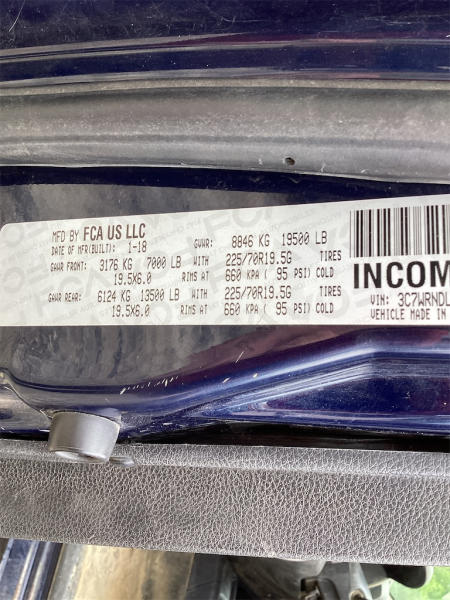 MFD BY FCA US LLC
DATE OF MFR(BUILT): 1-18 GVWR: 8846 KG 19500 LB
GAWR FRONT: 3176 KG 7000 LB WITH 225/70R19.5G TIRES
19.5X6.0 RIMS AT 660 KPA ( 95 PSI) COLD
GAWR REAR: 6124 KG 13500 LB WITH 225/70R19.5G TIRES
19.5X6.0 RIMS AT 660 KPA ( 95 PSI) COLD
INCOM
VIN: 3C7WRNDL
VEHICLE MADE IN